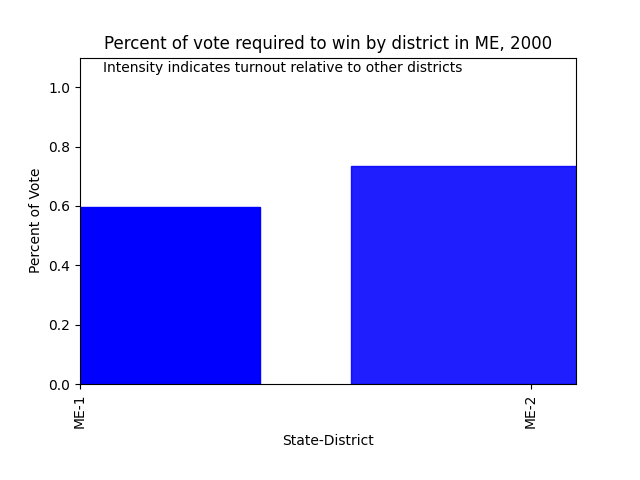 Percent of vote required to win by district in ME, 2000
Intensity indicates turnout relative to other districts
Percent of Vote
1.0
0.8
0.6
0.4
0.2
0.0
ME-1
ME-2
State-District